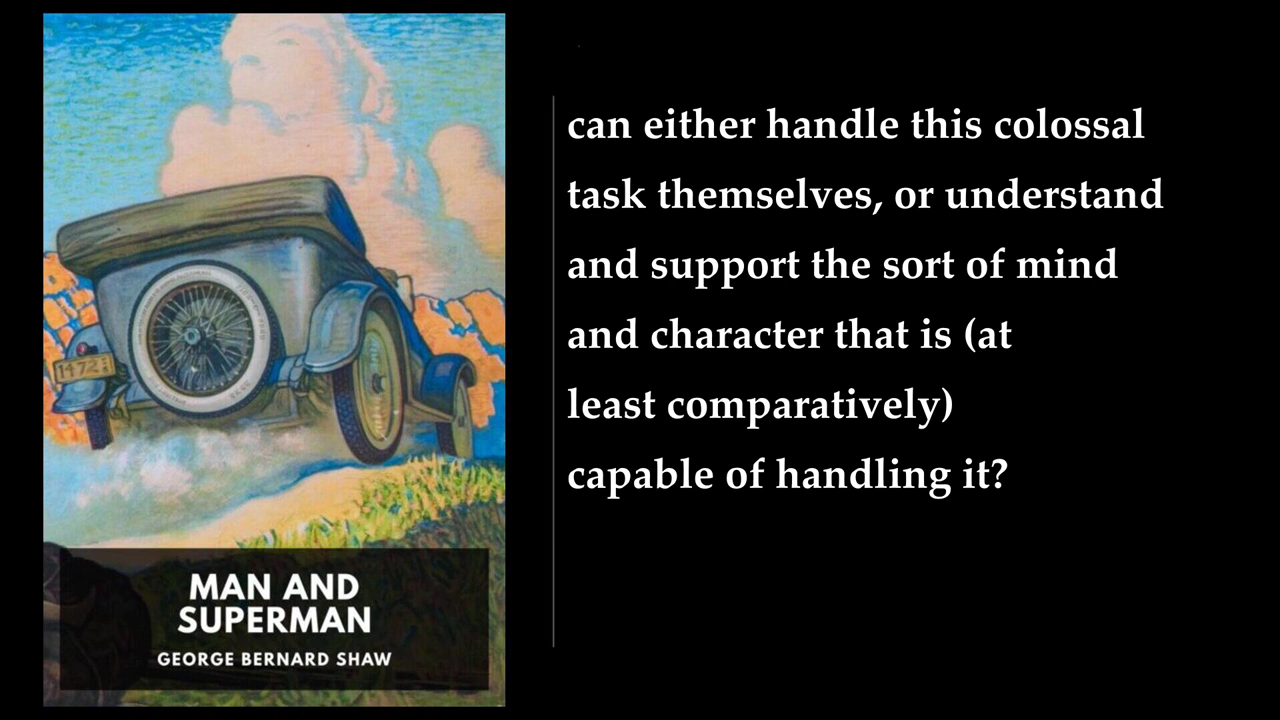 can either handle this colossal
task themselves, or understand
and support the sort of mind
and character that is (at
least comparatively)
capable of handling it?
1472
MAN AND
SUPERMAN
GEORGE BERNARD SHAW